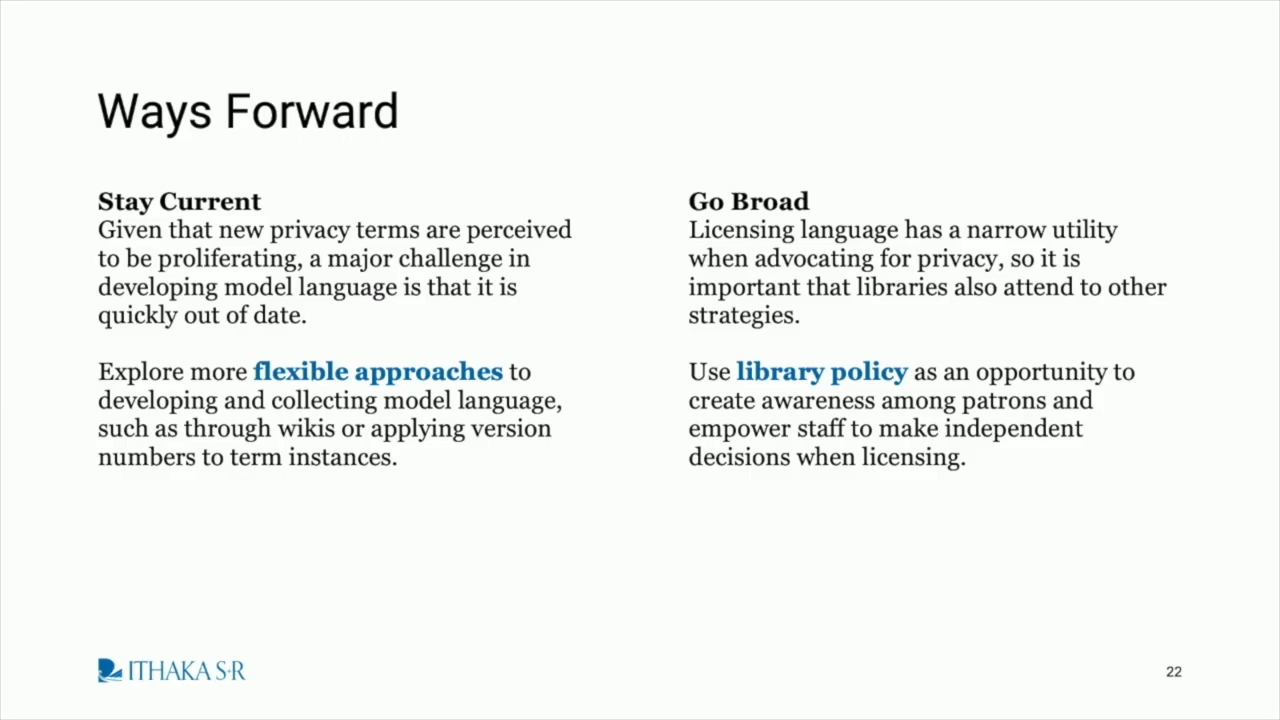 Ways Forward
Stay Current
Given that new privacy terms are perceived
to be proliferating, a major challenge in
developing model language is that it is
quickly out of date.
Explore more flexible approaches to
developing and collecting model language,
such as through wikis or applying version
numbers to term instances.
Go Broad
Licensing language has a narrow utility
when advocating for privacy, so it is
important that libraries also attend to other
strategies.
Use library policy as an opportunity to
create awareness among patrons and
empower staff to make independent
decisions when licensing.
ITHAKA S·R
22